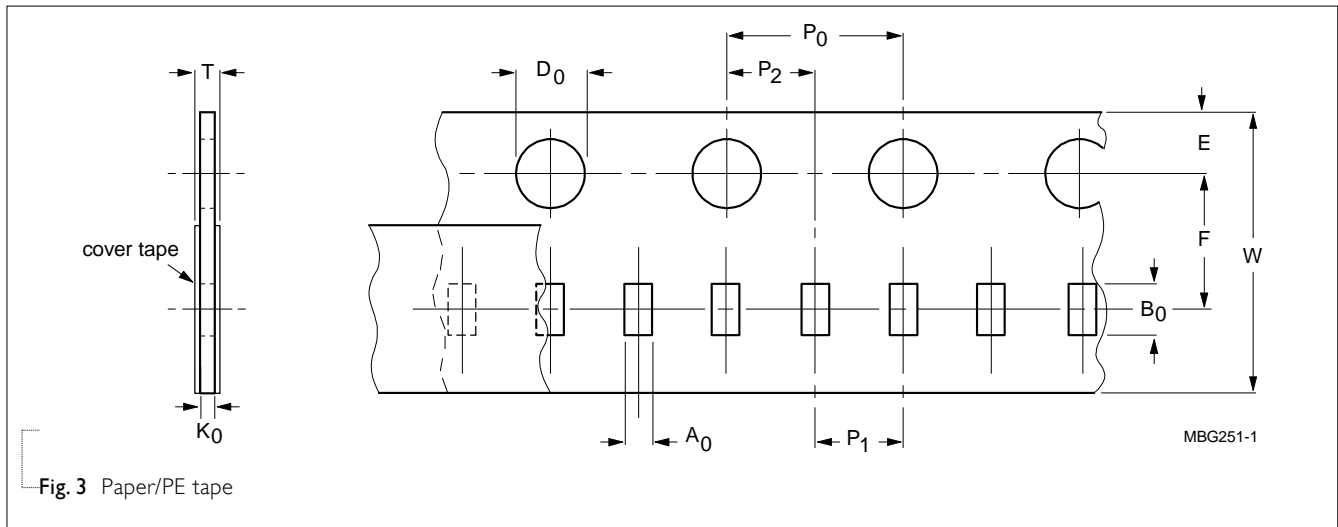 P0
T
D0
P2
E
F
W
cover tape
B0
K0
A0
P1
MBG251-1
Fig. 3 Paper/PE tape